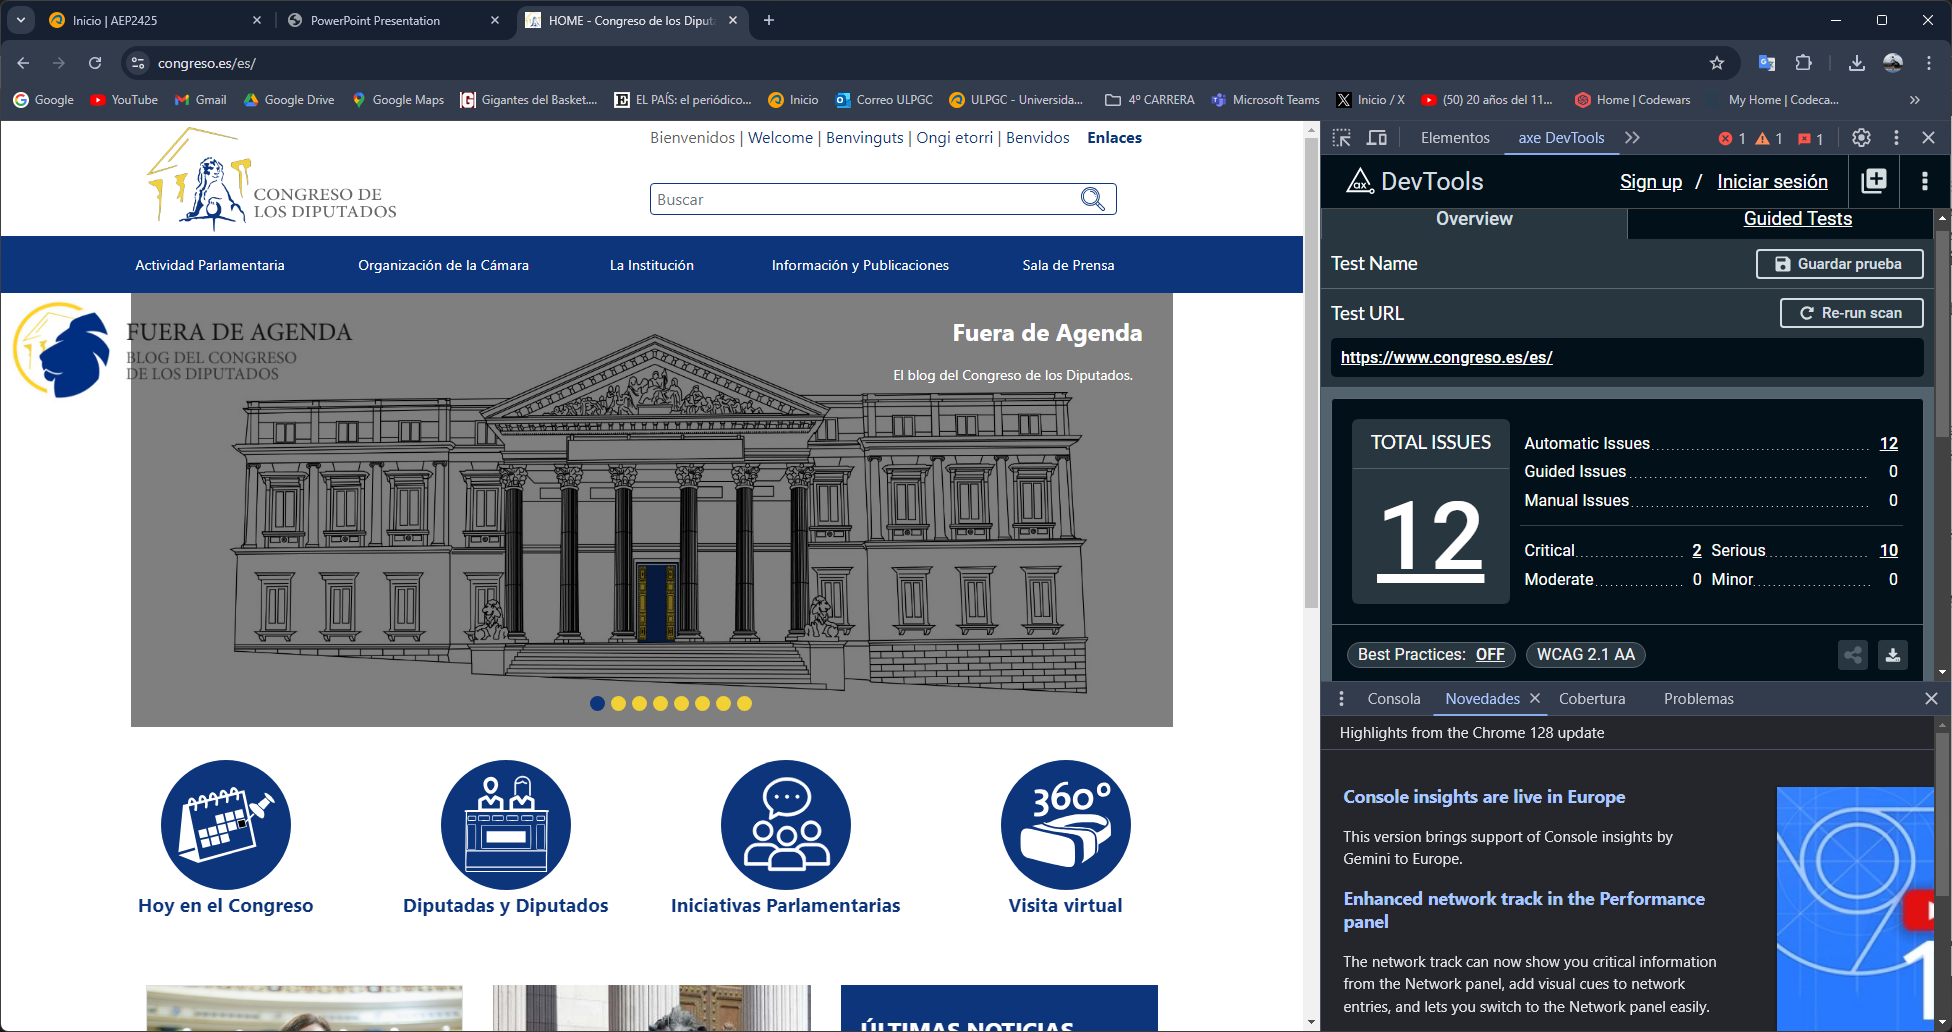 Inicio | AEP2425
PowerPoint Presentation
HOME - Congreso de los Diput
congreso.es/es/
Google
YouTube
Gmail
Google Drive
Google Maps
Gigantes del Basket....
EL PAÍS: el periódico...
Inicio
Correo ULPGC
ULPGC - Universida...
4º CARRERA
Microsoft Teams
Inicio / X
(50) 20 años del 11...
Home | Codewars
My Home | Codeca...
Bienvenidos | Welcome | Benvinguts | Ongi etorri | Benvidos
Enlaces
CONGRESO DE
LOS DIPUTADOS
Buscar
Actividad Parlamentaria
Organización de la Cámara
La Institución
Información y Publicaciones
Sala de Prensa
FUERA DE AGENDA
BLOG DEL CONGRESO
DE LOS DIPUTADOS
Fuera de Agenda
El blog del Congreso de los Diputados.
360º
Hoy en el Congreso
Diputadas y Diputados
Iniciativas Parlamentarias
Visita virtual
ÚLTIMAS NOTICIAS
Elementos
axe DevTools
1
1
1
ax DevTools
Sign up / Iniciar sesión
Overview
Guided Tests
Test Name
Guardar prueba
Test URL
Re-run scan
https://www.congreso.es/es/
TOTAL ISSUES
12
Automatic Issues 12
Guided Issues 0
Manual Issues 0
Critical 2 Serious 10
Moderate 0 Minor 0
Best Practices: OFF
WCAG 2.1 AA
Consola
Novedades
Cobertura
Problemas
Highlights from the Chrome 128 update
Console insights are live in Europe
This version brings support of Console insights by
Gemini to Europe.
Enhanced network track in the Performance
panel
The network track can now show you critical information
from the Network panel, add visual cues to network
entries, and lets you switch to the Network panel easily.